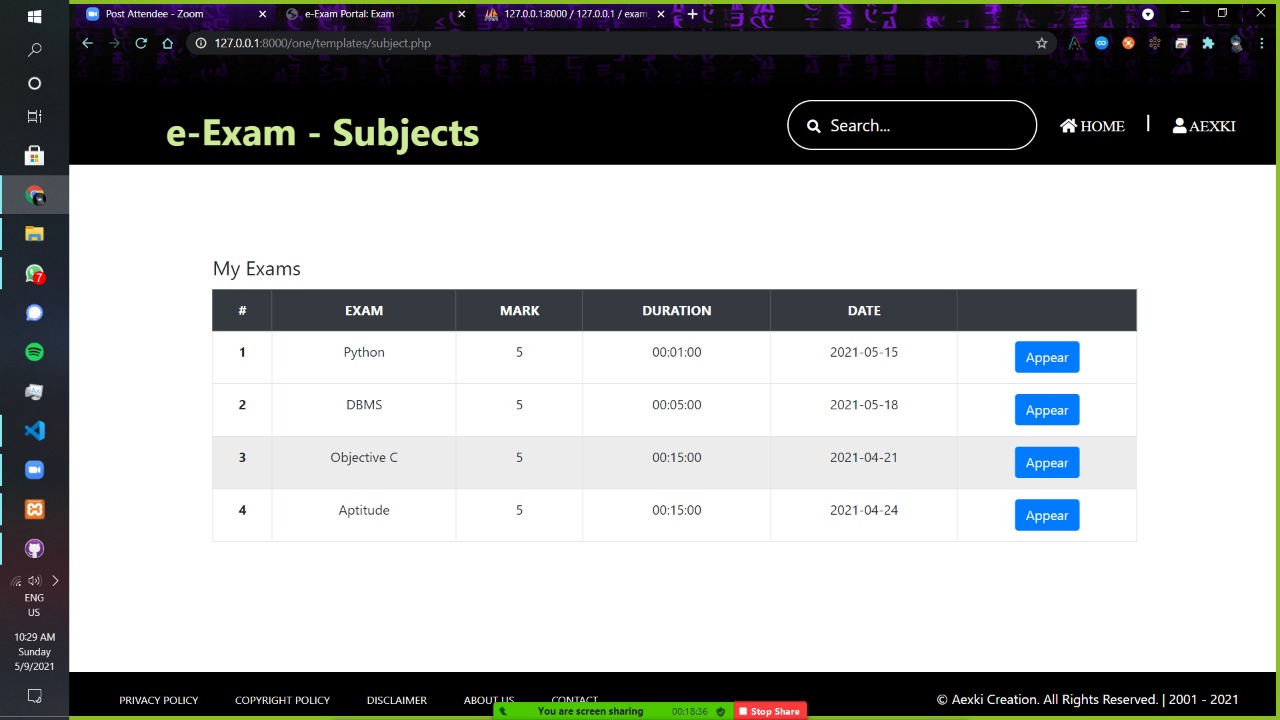 Post Attendee - Zoom
e-Exam Portal: Exam
127.0.0.1:8000 / 127.0.0.1 / exam
127.0.0.1:8000/one/templates/subject.php
e-Exam - Subjects
Search...
HOME
|
AEXKI
My Exams
# EXAM MARK DURATION DATE
1 Python 5 00:01:00 2021-05-15 Appear
2 DBMS 5 00:05:00 2021-05-18 Appear
3 Objective C 5 00:15:00 2021-04-21 Appear
4 Aptitude 5 00:15:00 2021-04-24 Appear
7
ENG
US
10:29 AM
Sunday
5/9/2021
PRIVACY POLICY COPYRIGHT POLICY DISCLAIMER ABOUT US CONTACT
© Aexki Creation. All Rights Reserved. | 2001 - 2021
You are screen sharing 00:18:36 Stop Share